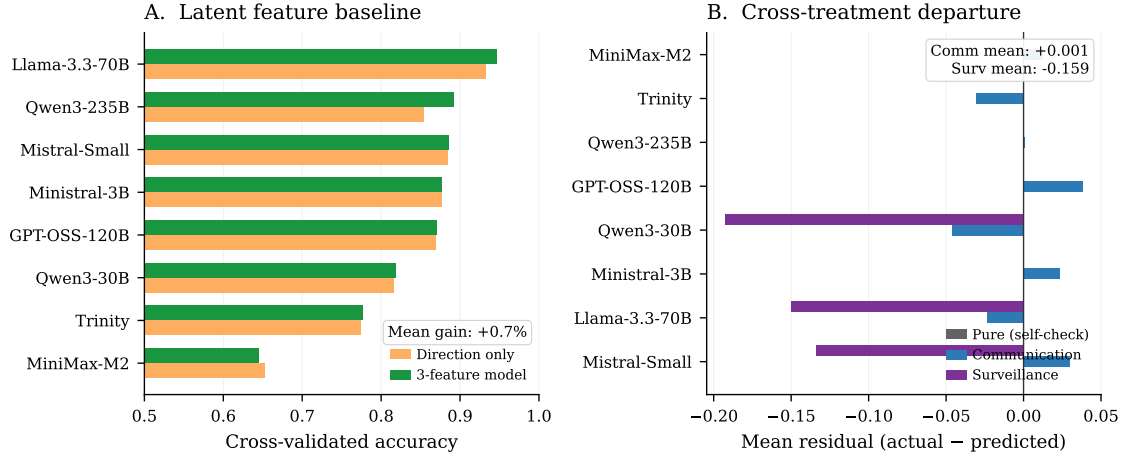 A.  Latent feature baseline
Llama-3.3-70B
Qwen3-235B
Mistral-Small
Ministral-3B
GPT-OSS-120B
Qwen3-30B
Trinity
MiniMax-M2
Mean gain: +0.7%
Direction only
3-feature model
0.5
0.6
0.7
0.8
0.9
1.0
Cross-validated accuracy
B.  Cross-treatment departure
MiniMax-M2
Trinity
Qwen3-235B
GPT-OSS-120B
Qwen3-30B
Ministral-3B
Llama-3.3-70B
Mistral-Small
Comm mean: +0.001
Surv mean: -0.159
Pure (self-check)
Communication
Surveillance
−0.20
−0.15
−0.10
−0.05
0.00
0.05
Mean residual (actual − predicted)